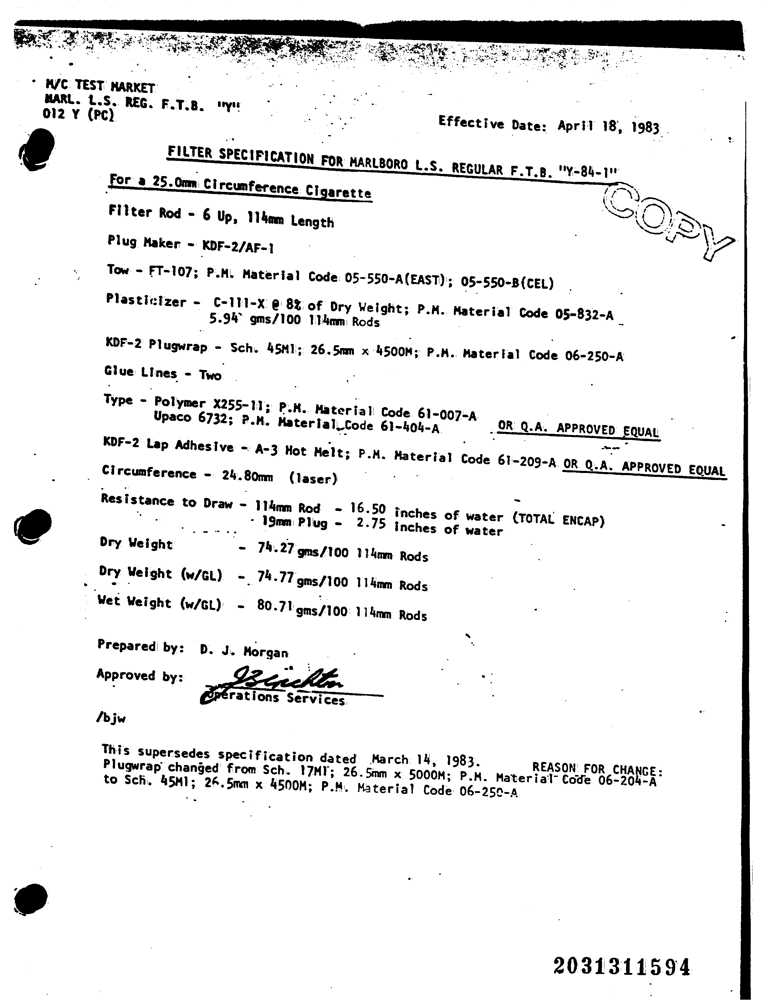 M/C TEST MARKET
MARL. L.S. REG. F.T.B. "Y"
012 Y (PC)
Effective Date: April 18, 1983
FILTER SPECIFICATION FOR MARLBORO L.S. REGULAR F.T.B. "Y-84-1"
COPY
For a 25.0mm Circumference Cigarette
Filter Rod - 6 Up, 114mm Length
Plug Maker - KDF-2/AF-1
Tow - FT-107; P.M. Material Code 05-550-A(EAST); 05-550-B(CEL)
Plasticizer - C-111-X @ 8% of Dry Weight; P.M. Material Code 05-832-A
5.94 gms/100 114mm Rods
KDF-2 Plugwrap - Sch. 45M1; 26.5mm x 4500M; P.M. Material Code 06-250-A
Glue Lines - Two
Type - Polymer X255-11; P.M. Material Code 61-007-A
Upaco 6732; P.M. Material Code 61-404-A OR Q.A. APPROVED EQUAL
KDF-2 Lap Adhesive - A-3 Hot Melt; P.M. Material Code 61-209-A OR Q.A. APPROVED EQUAL
Circumference - 24.80mm (laser)
Resistance to Draw - 114mm Rod - 16.50 inches of water (TOTAL ENCAP)
19mm Plug - 2.75 inches of water
Dry Weight - 74.27 gms/100 114mm Rods
Dry Weight (w/GL) - 74.77 gms/100 114mm Rods
Wet Weight (w/GL) - 80.71 gms/100 114mm Rods
Prepared by: D. J. Morgan
Approved by:
Operations Services
/bjw
This supersedes specification dated March 14, 1983. REASON FOR CHANGE:
Plugwrap changed from Sch. 17M1; 26.5mm x 5000M; P.M. Material Code 06-204-A
to Sch. 45M1; 26.5mm x 4500M; P.M. Material Code 06-250-A
2031311594